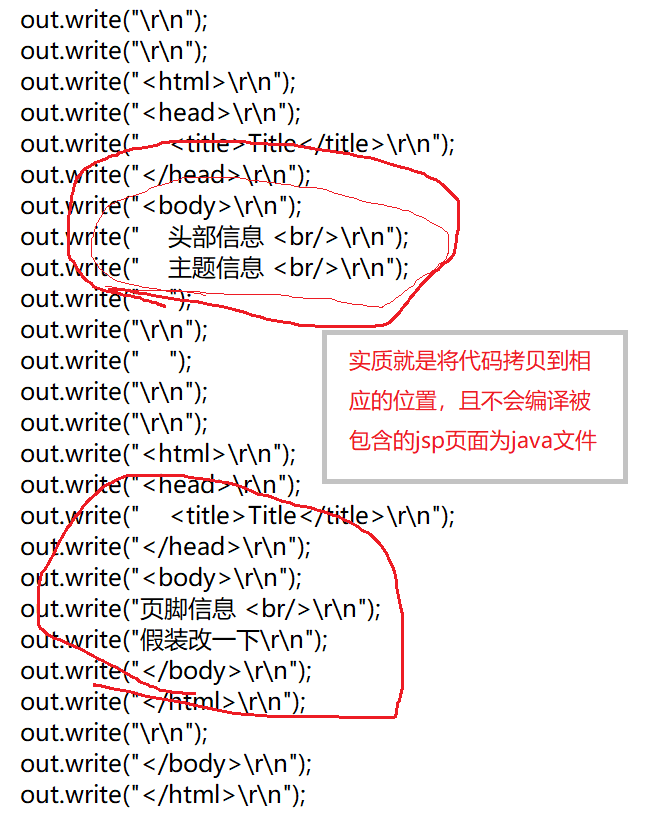 out.write("\r\n");
out.write("\r\n");
out.write("<html>\r\n");
out.write("<head>\r\n");
out.write("    <title>Title</title>\r\n");
out.write("</head>\r\n");
out.write("<body>\r\n");
out.write("    头部信息 <br/>\r\n");
out.write("    主题信息 <br/>\r\n");
out.write("    ");
out.write("\r\n");
out.write("    ");
out.write("\r\n");
out.write("\r\n");
out.write("<html>\r\n");
out.write("<head>\r\n");
out.write("    <title>Title</title>\r\n");
out.write("</head>\r\n");
out.write("<body>\r\n");
out.write("页脚信息 <br/>\r\n");
out.write("假装改一下\r\n");
out.write("</body>\r\n");
out.write("</html>\r\n");
out.write("\r\n");
out.write("</body>\r\n");
out.write("</html>\r\n");
实质就是将代码拷贝到相
应的位置，且不会编译被
包含的jsp页面为java文件